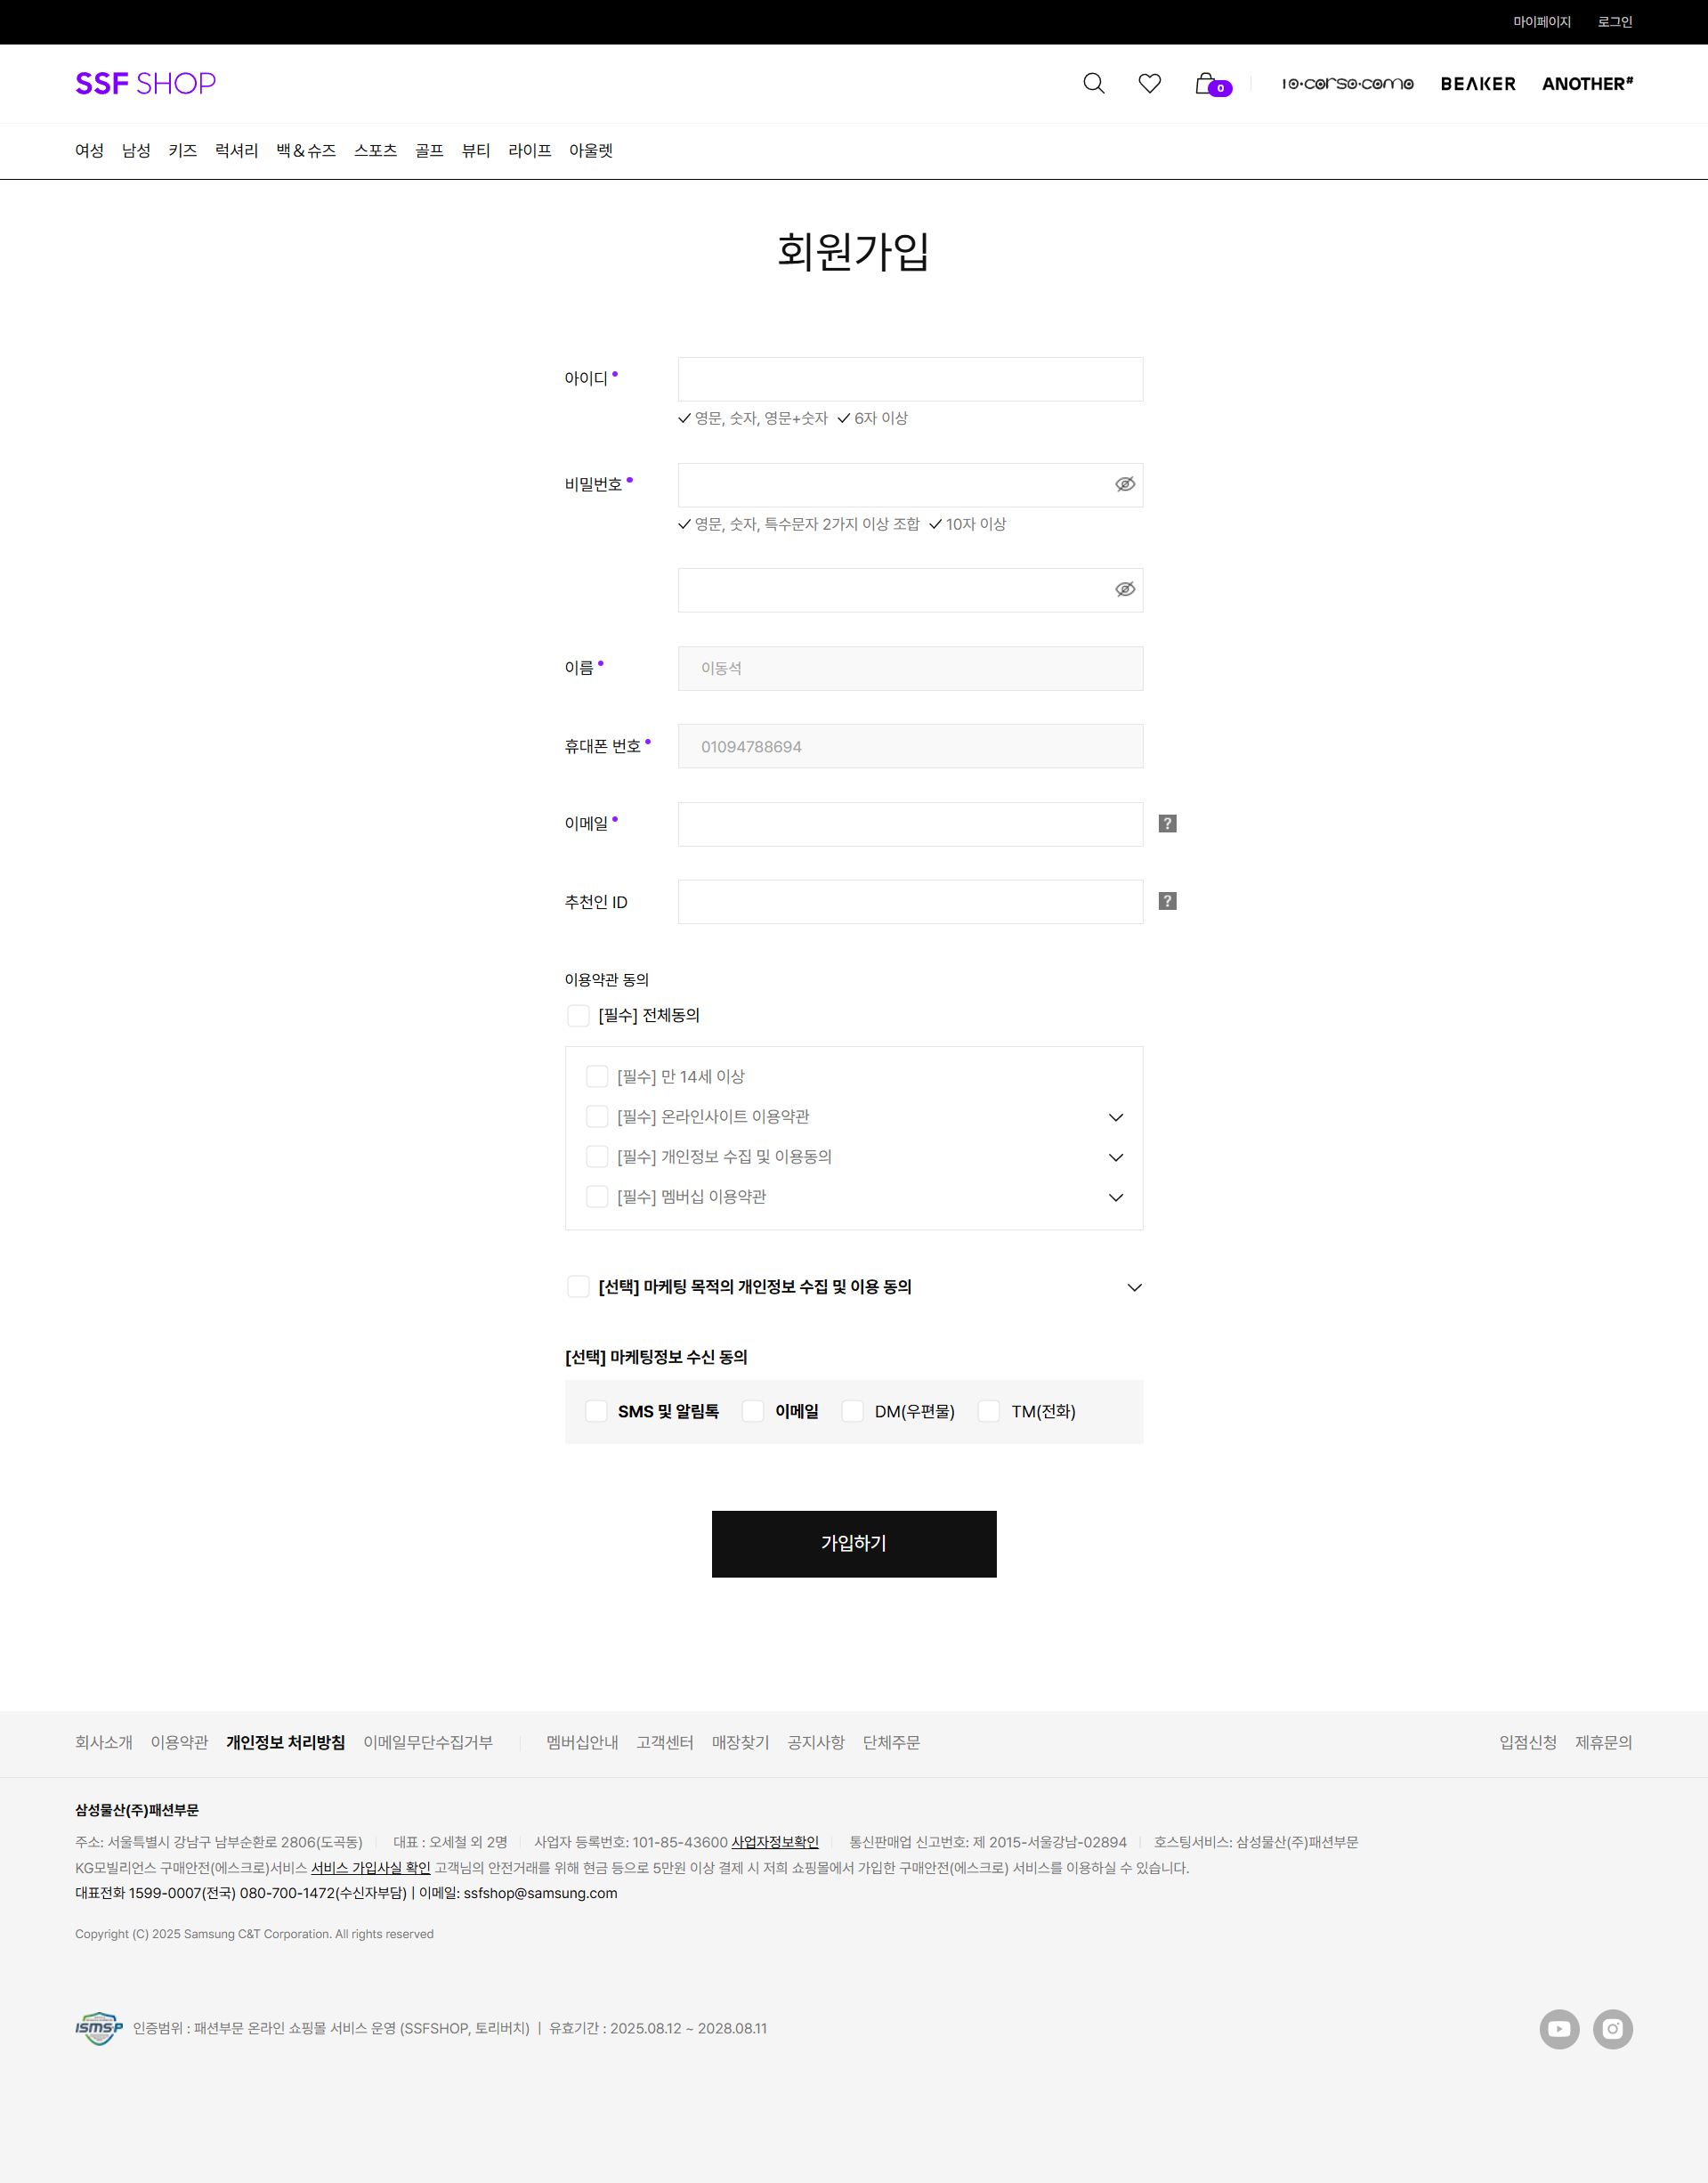 마이페이지 로그인
SSF SHOP
0
10·corso·como BEAKER ANOTHER#
여성 남성 키즈 럭셔리 백&슈즈 스포츠 골프 뷰티 라이프 아울렛
회원가입
아이디
영문, 숫자, 영문+숫자 6자 이상
비밀번호
영문, 숫자, 특수문자 2가지 이상 조합 10자 이상
이름 이동석
휴대폰 번호 01094788694
이메일 ?
추천인 ID ?
이용약관 동의
[필수] 전체동의
[필수] 만 14세 이상
[필수] 온라인사이트 이용약관
[필수] 개인정보 수집 및 이용동의
[필수] 멤버십 이용약관
[선택] 마케팅 목적의 개인정보 수집 및 이용 동의
[선택] 마케팅정보 수신 동의
SMS 및 알림톡 이메일 DM(우편물) TM(전화)
가입하기
회사소개 이용약관 개인정보 처리방침 이메일무단수집거부 멤버십안내 고객센터 매장찾기 공지사항 단체주문 입점신청 제휴문의
삼성물산(주)패션부문
주소: 서울특별시 강남구 남부순환로 2806(도곡동) 대표 : 오세철 외 2명 사업자 등록번호: 101-85-43600 사업자정보확인 통신판매업 신고번호: 제 2015-서울강남-02894 호스팅서비스: 삼성물산(주)패션부문
KG모빌리언스 구매안전(에스크로)서비스 서비스 가입사실 확인 고객님의 안전거래를 위해 현금 등으로 5만원 이상 결제 시 저희 쇼핑몰에서 가입한 구매안전(에스크로) 서비스를 이용하실 수 있습니다.
대표전화 1599-0007(전국) 080-700-1472(수신자부담) | 이메일: ssfshop@samsung.com
Copyright (C) 2025 Samsung C&T Corporation. All rights reserved
ISMS-P 인증범위 : 패션부문 온라인 쇼핑몰 서비스 운영 (SSFSHOP, 토리버치) | 유효기간 : 2025.08.12 ~ 2028.08.11